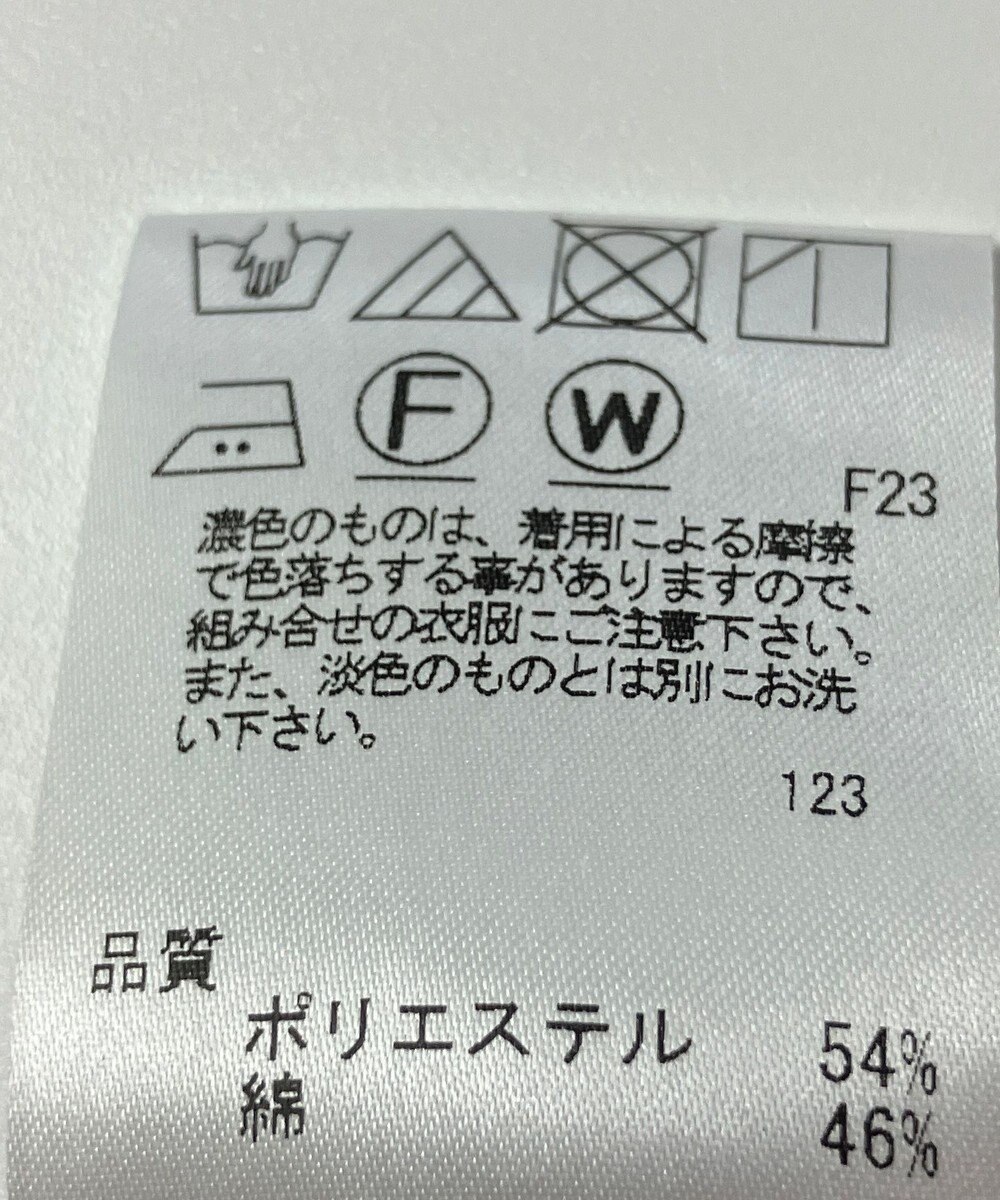 F W
F23
濃色のものは、着用による摩擦
で色落ちする事がありますので、
組み合せの衣服にご注意下さい。
また、淡色のものとは別にお洗
い下さい。
123
品質
ポリエステル 54%
綿 46%